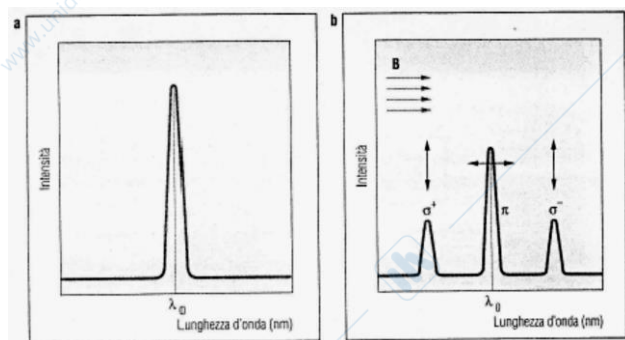 a
Intensità
λ₀
Lunghezza d'onda (nm)
b
B
Intensità
σ⁺
π
σ⁻
λ₀
Lunghezza d'onda (nm)